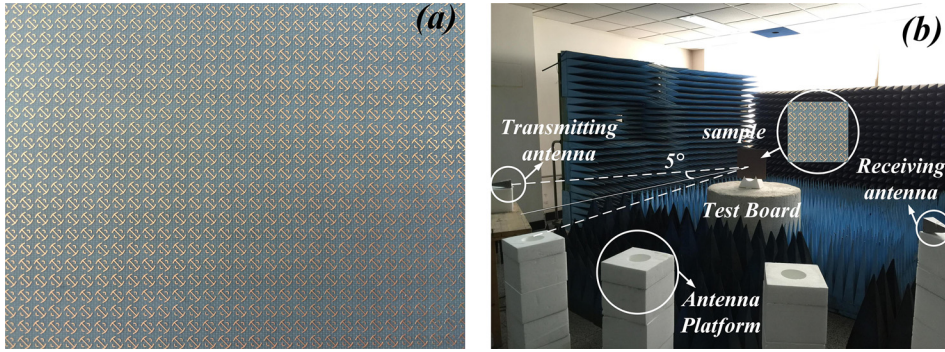 (a)
(b)
Transmitting
antenna
sample
5°
Receiving
antenna
Test Board
Antenna
Platform